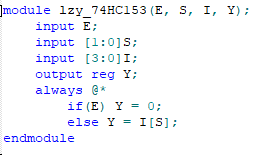 module lzy_74HC153(E, S, I, Y);
input E;
input [1:0]S;
input [3:0]I;
output reg Y;
always @*
if(E) Y = 0;
else Y = I[S];
endmodule